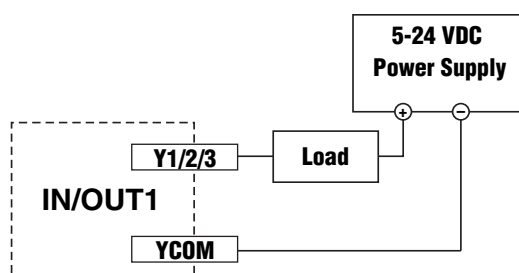 5-24 VDC
Power Supply
+ −
Y1/2/3
Load
IN/OUT1
YCOM